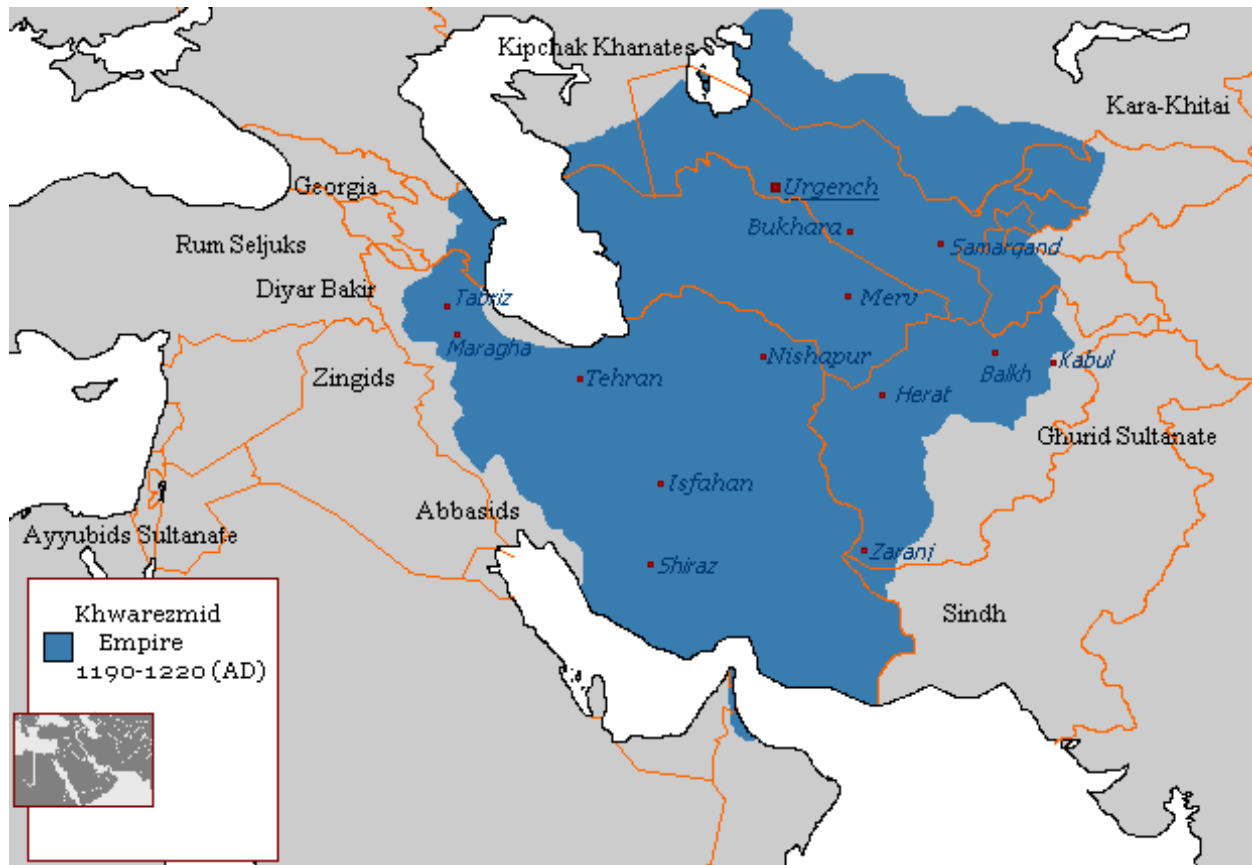 Kipchak Khanates
Kara-Khitai
Georgia
Urgench
Rum Seljuks
Bukhara
Samarqand
Diyar Bakir
Tabriz
Merv
Maragha
Nishapur
Kabul
Zingids
Tehran
Balkh
Herat
Ghurid Sultanate
Isfahan
Abbasids
Ayyubids Sultanate
Zaranj
Shiraz
Khwarezmid
Empire
1190-1220 (AD)
Sindh